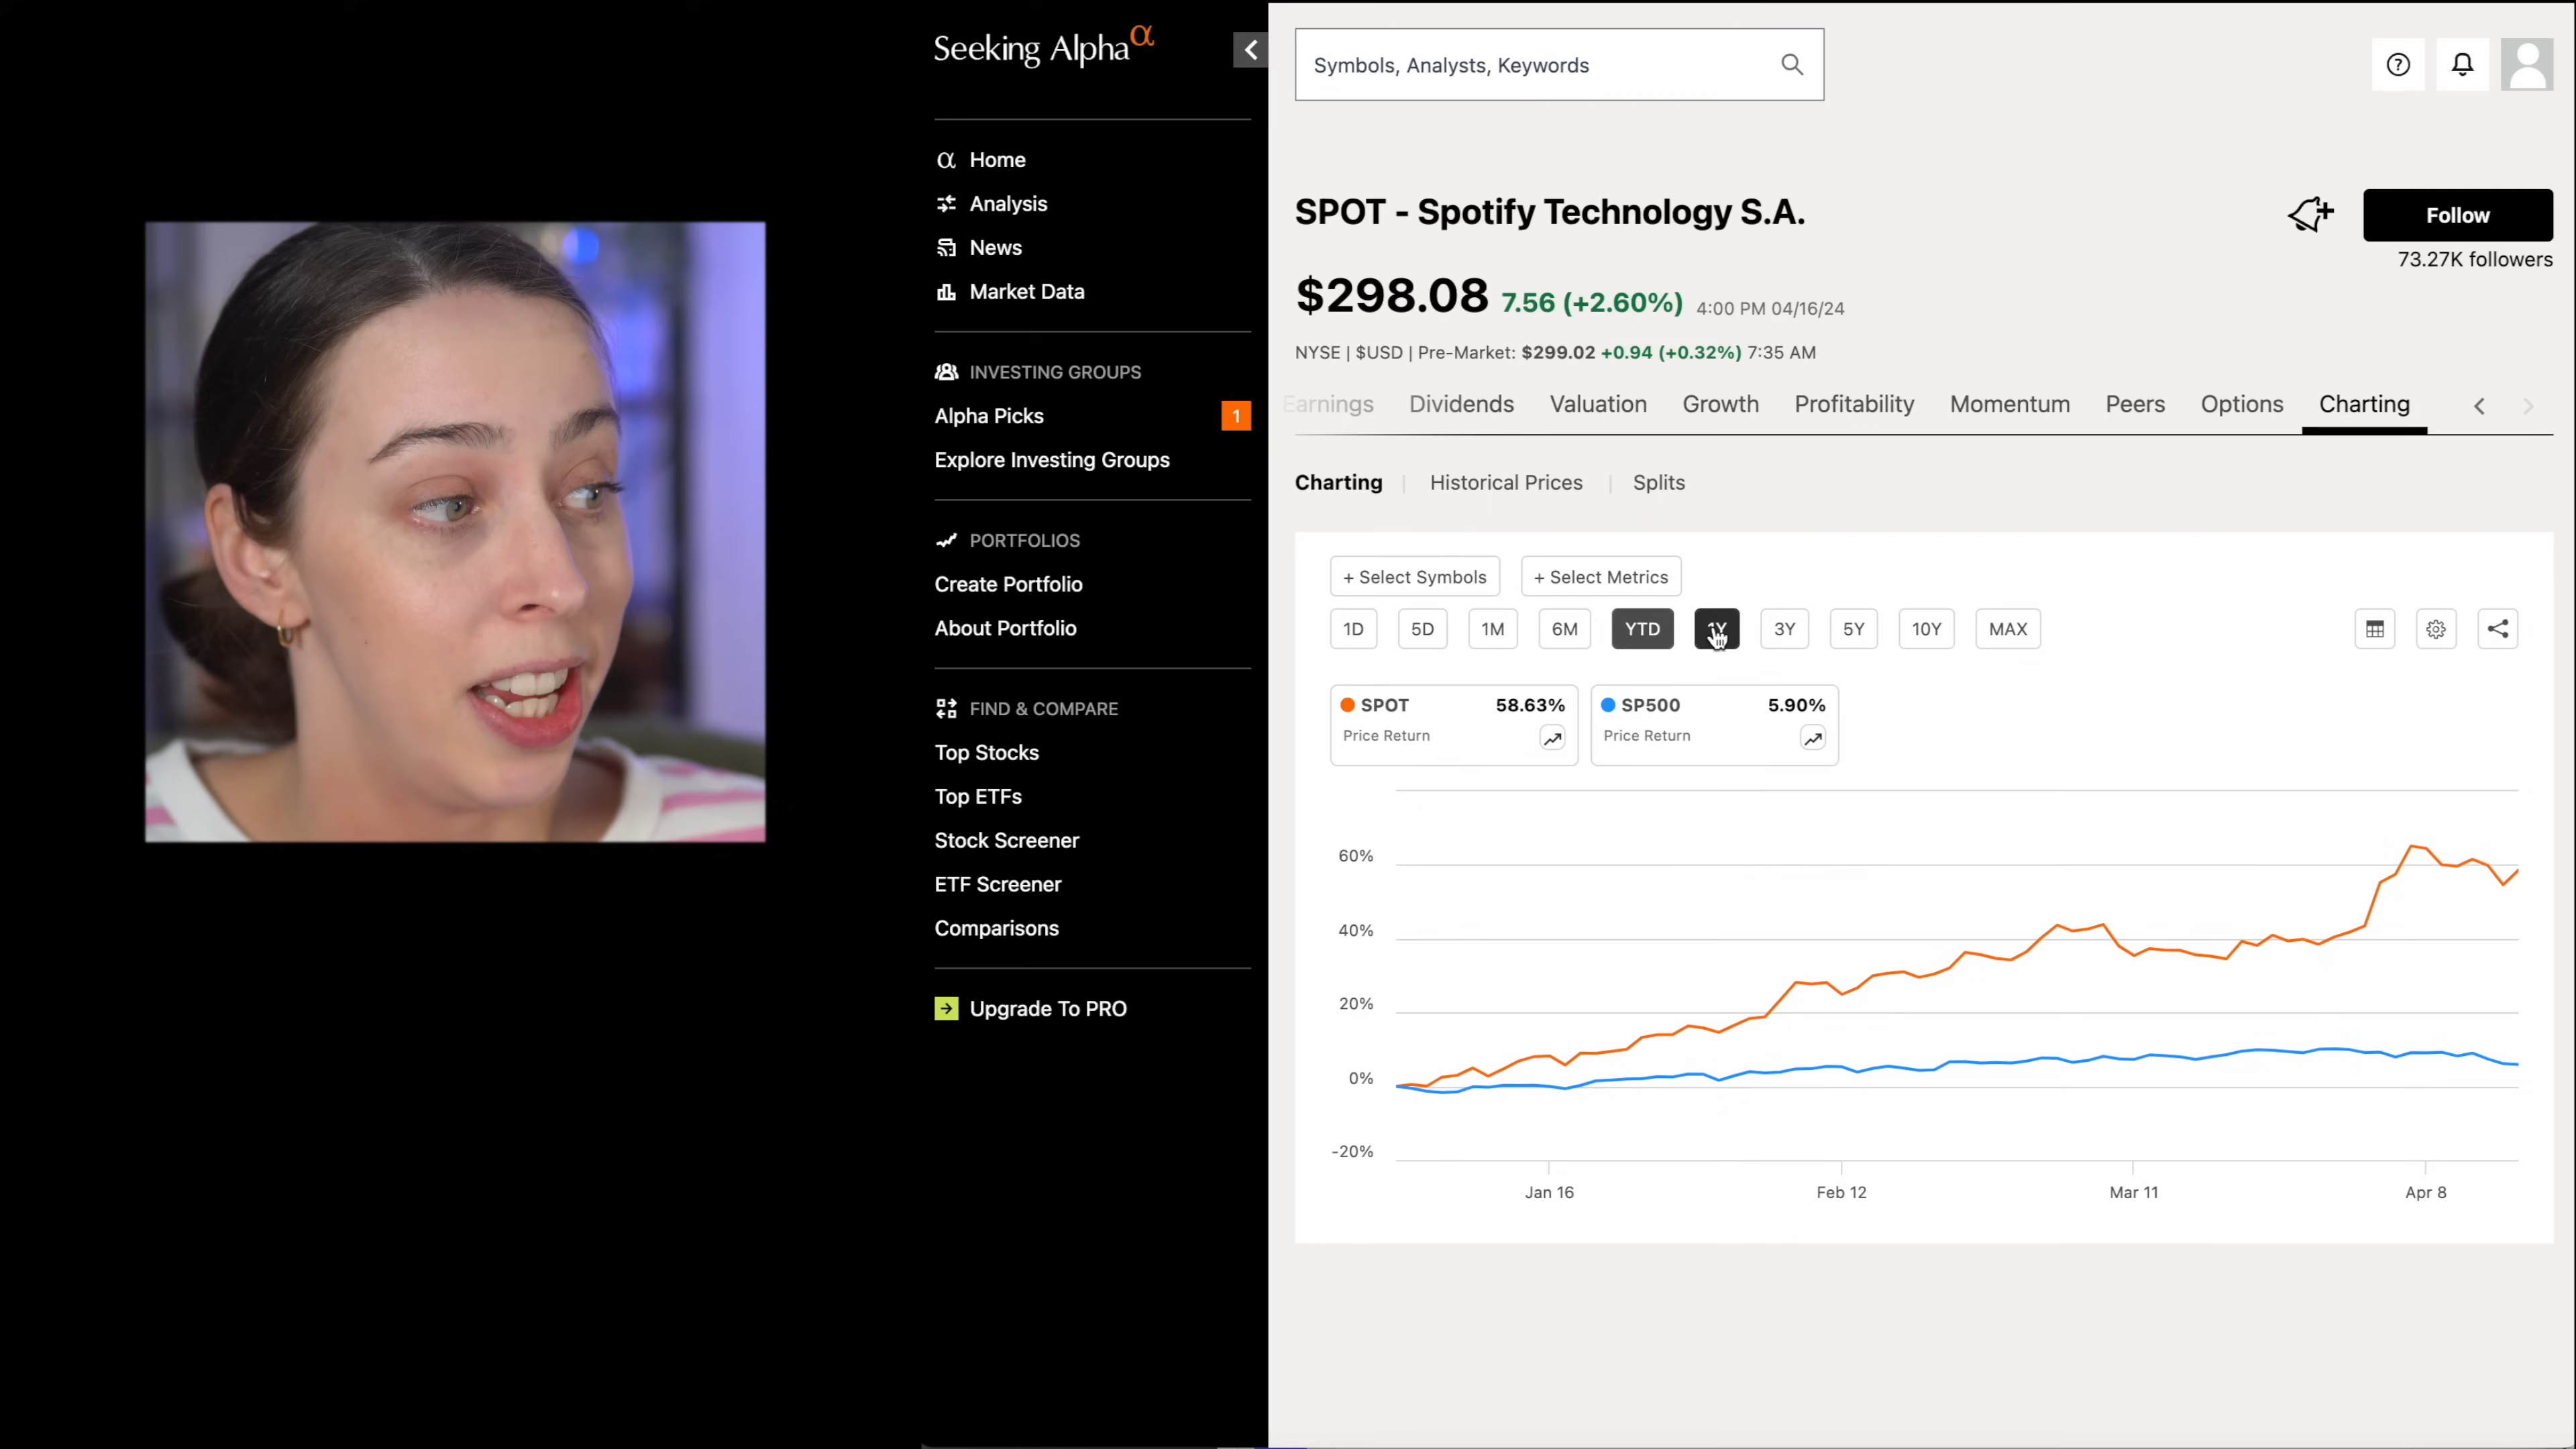 Seeking Alphaα
Home
Analysis
News
Market Data
INVESTING GROUPS
Alpha Picks 1
Explore Investing Groups
PORTFOLIOS
Create Portfolio
About Portfolio
FIND & COMPARE
Top Stocks
Top ETFs
Stock Screener
ETF Screener
Comparisons
Upgrade To PRO
Symbols, Analysts, Keywords
SPOT - Spotify Technology S.A.
Follow
73.27K followers
$298.08 7.56 (+2.60%) 4:00 PM 04/16/24
NYSE | $USD | Pre-Market: $299.02 +0.94 (+0.32%) 7:35 AM
Earnings Dividends Valuation Growth Profitability Momentum Peers Options Charting
Charting | Historical Prices | Splits
+ Select Symbols + Select Metrics
1D 5D 1M 6M YTD 1Y 3Y 5Y 10Y MAX
SPOT 58.63% SP500 5.90%
Price Return Price Return
60%
40%
20%
0%
-20%
Jan 16 Feb 12 Mar 11 Apr 8